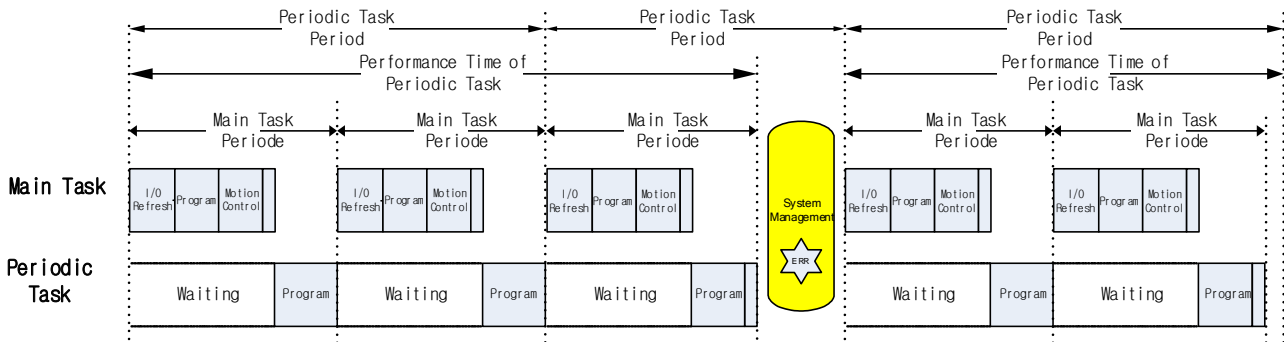 Periodic Task
Period
Periodic Task
Period
Periodic Task
Period
Performance Time of
Periodic Task
Performance Time of
Periodic Task
Main Task
Periode
Main Task
Periode
Main Task
Periode
Main Task
Periode
Main Task
Periode
Main Task
I/O
Refresh
Program
Motion
Control
I/O
Refresh
Program
Motion
Control
I/O
Refresh
Program
Motion
Control
System
Management
ERR
I/O
Refresh
Program
Motion
Control
I/O
Refresh
Program
Motion
Control
Periodic
Task
Waiting
Program
Waiting
Program
Waiting
Program
Waiting
Program
Waiting
Program